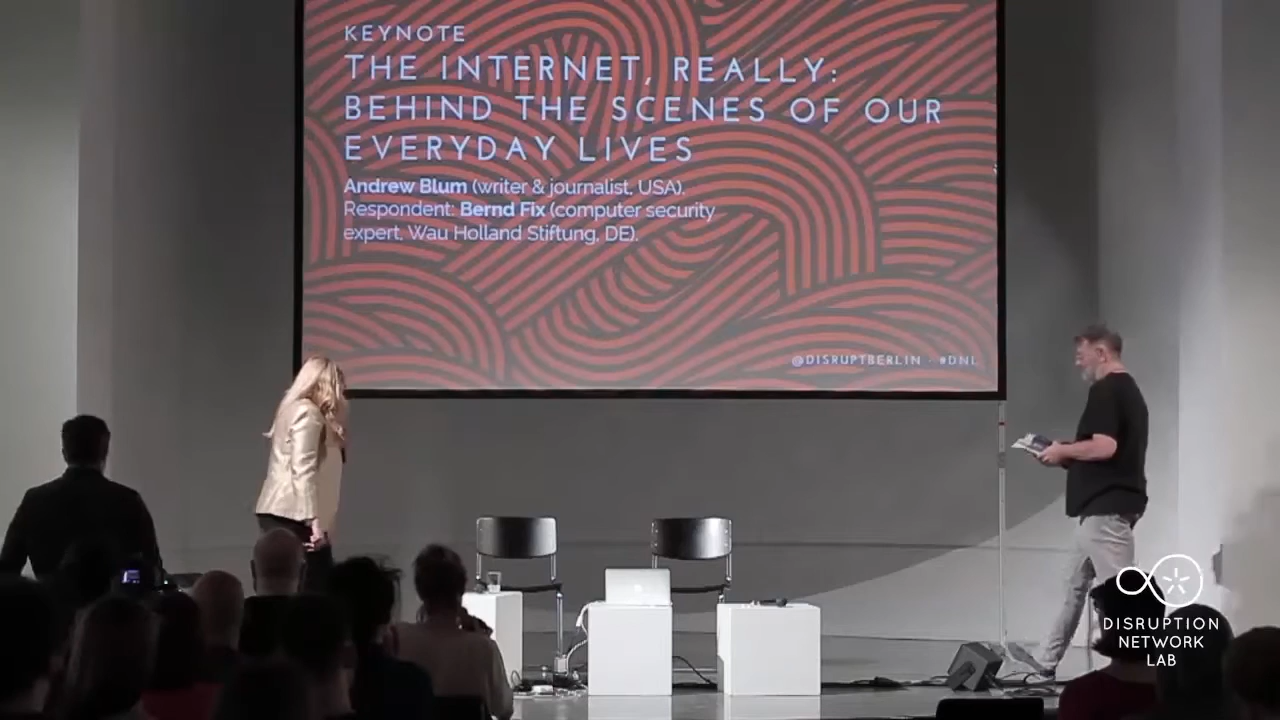 KEYNOTE
THE INTERNET, REALLY:
BEHIND THE SCENES OF OUR
EVERYDAY LIVES
Andrew Blum (writer & journalist, USA).
Respondent: Bernd Fix (computer security
expert, Wau Holland Stiftung, DE).
@DISRUPTBERLIN · #DNL
DISRUPTION
NETWORK
LAB